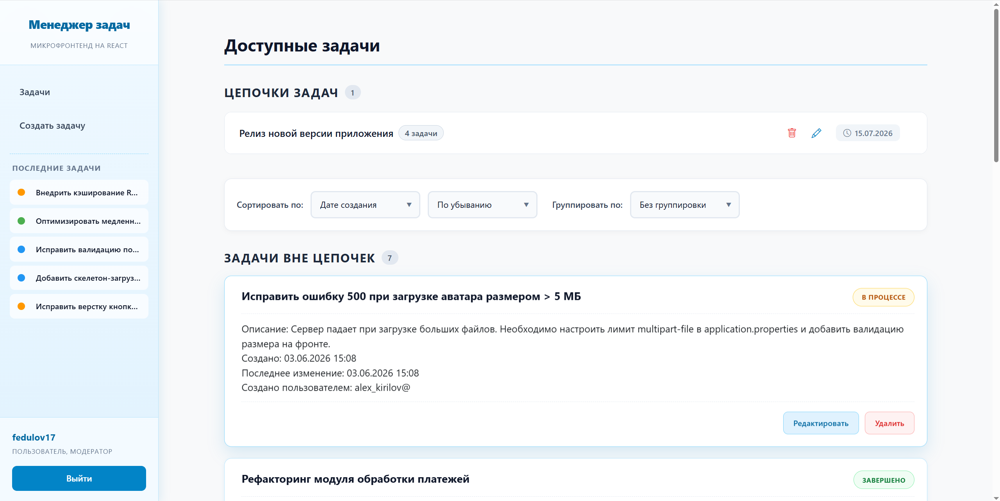 Менеджер задач
МИКРОФРОНТЕНД НА REACT
Задачи
Создать задачу
ПОСЛЕДНИЕ ЗАДАЧИ
Внедрить кэширование R...
Оптимизировать медленн...
Исправить валидацию по...
Добавить скелетон-загруз...
Исправить верстку кнопк...
fedulov17
ПОЛЬЗОВАТЕЛЬ, МОДЕРАТОР
Выйти
Доступные задачи
ЦЕПОЧКИ ЗАДАЧ 1
Релиз новой версии приложения 4 задачи 15.07.2026
Сортировать по: Дате создания По убыванию Группировать по: Без группировки
ЗАДАЧИ ВНЕ ЦЕПОЧЕК 7
Исправить ошибку 500 при загрузке аватара размером > 5 МБ В ПРОЦЕССЕ
Описание: Сервер падает при загрузке больших файлов. Необходимо настроить лимит multipart-file в application.properties и добавить валидацию
размера на фронте.
Создано: 03.06.2026 15:08
Последнее изменение: 03.06.2026 15:08
Создано пользователем: alex_kirilov@
Редактировать Удалить
Рефакторинг модуля обработки платежей ЗАВЕРШЕНО